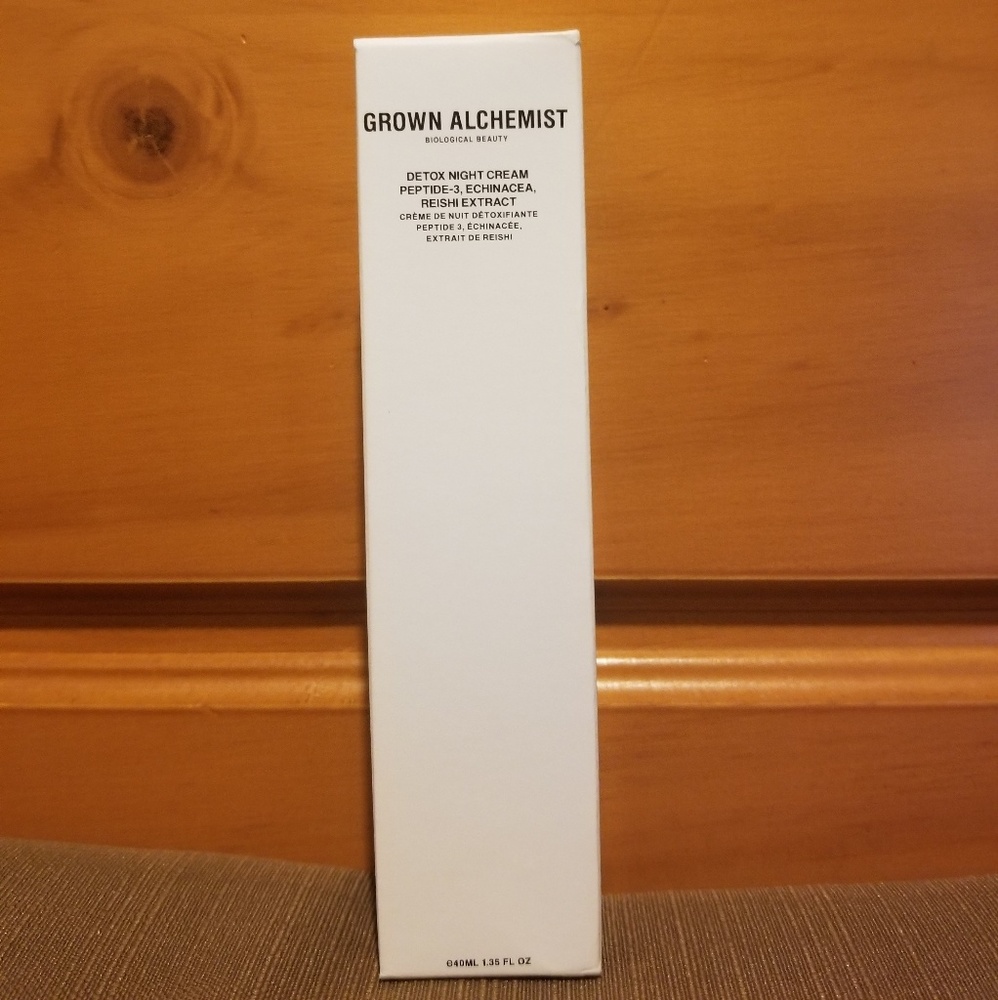 GROWN ALCHEMIST
BIOLOGICAL BEAUTY
DETOX NIGHT CREAM
PEPTIDE-3, ECHINACEA,
REISHI EXTRACT
CRÈME DE NUIT DÉTOXIFIANTE
PEPTIDE 3, ÉCHINACÉE,
EXTRAIT DE REISHI
℮40ML 1.35 FL OZ